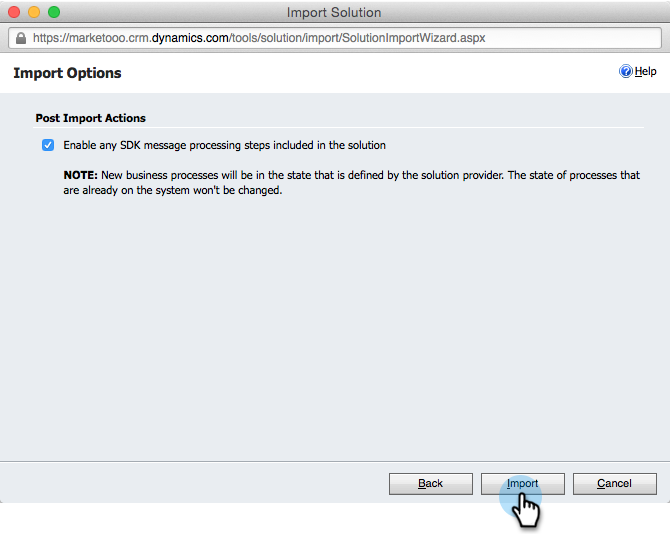 Import Solution
https://marketooo.crm.dynamics.com/tools/solution/import/SolutionImportWizard.aspx
Import Options
Help
Post Import Actions
Enable any SDK message processing steps included in the solution
NOTE: New business processes will be in the state that is defined by the solution provider. The state of processes that
are already on the system won't be changed.
Back
Import
Cancel